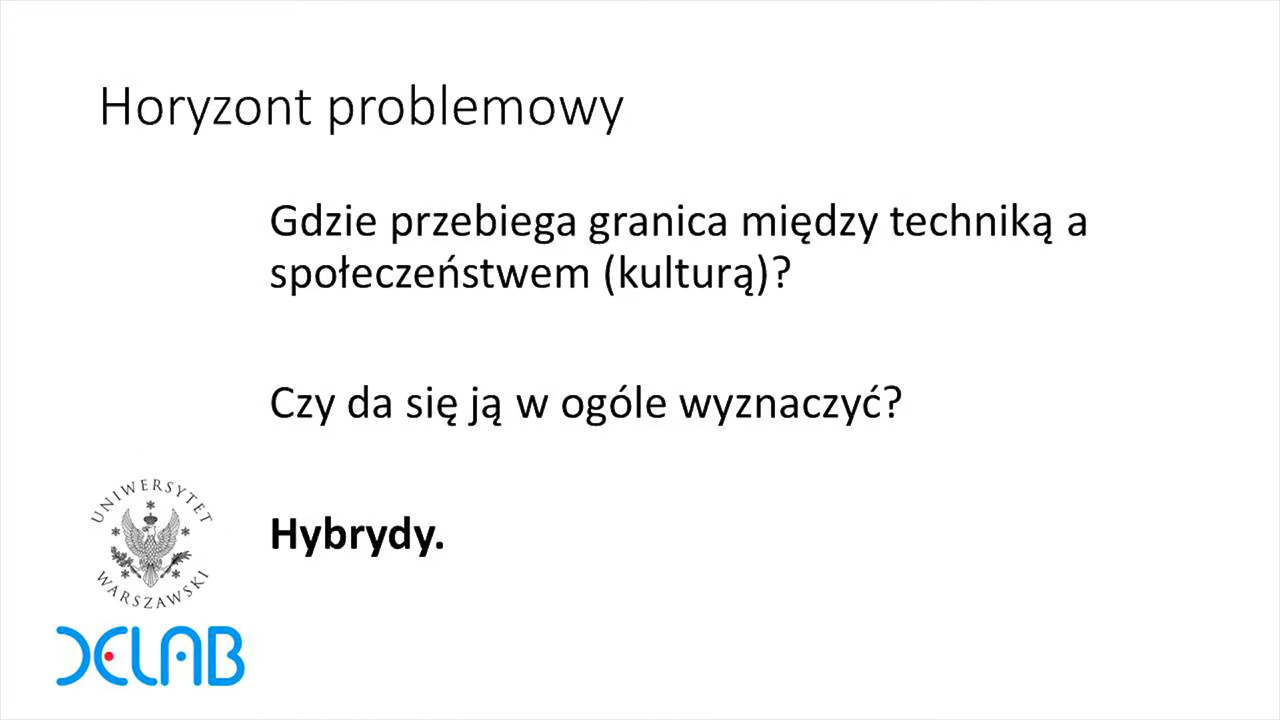 Horyzont problemowy
Gdzie przebiega granica między techniką a
społeczeństwem (kulturą)?
Czy da się ją w ogóle wyznaczyć?
Hybrydy.
UNIWERSYTET
WARSZAWSKI
DELAB